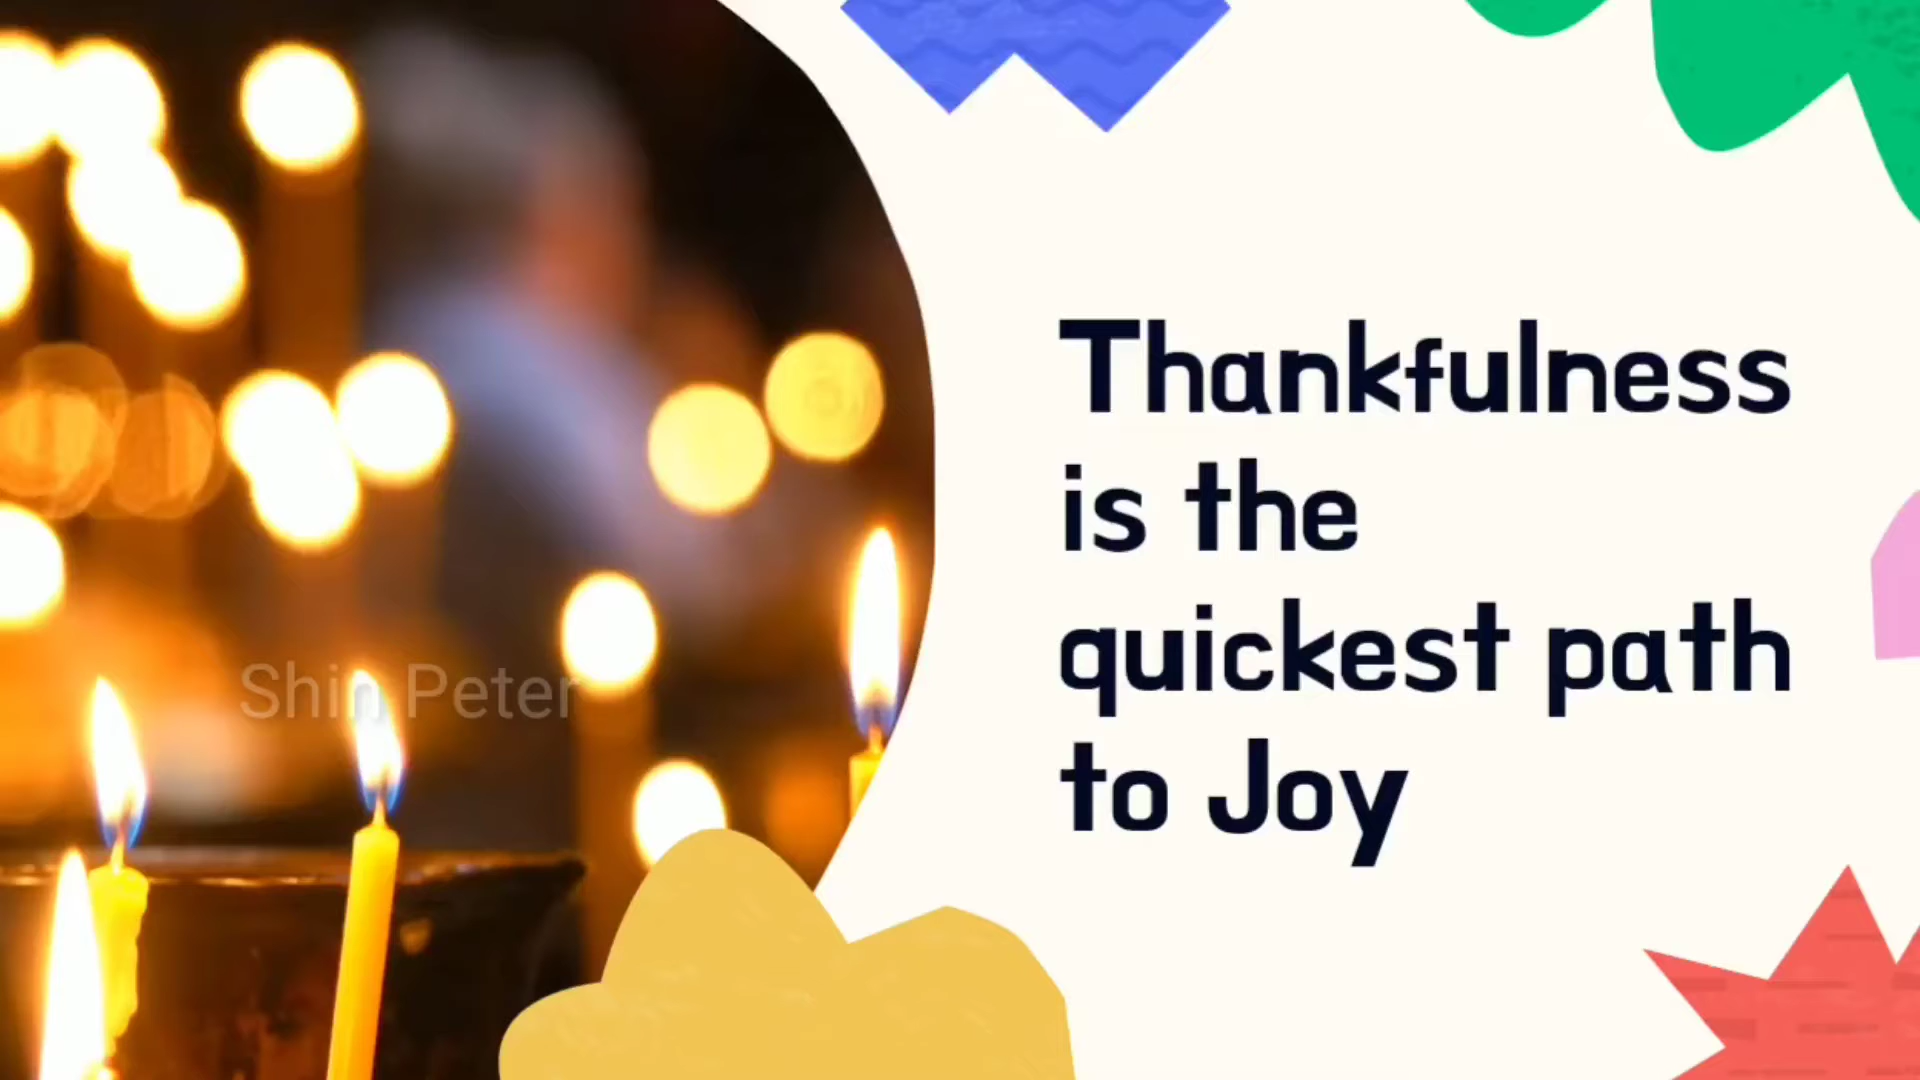 Thankfulness
is the
quickest path
to Joy
Shin Peter